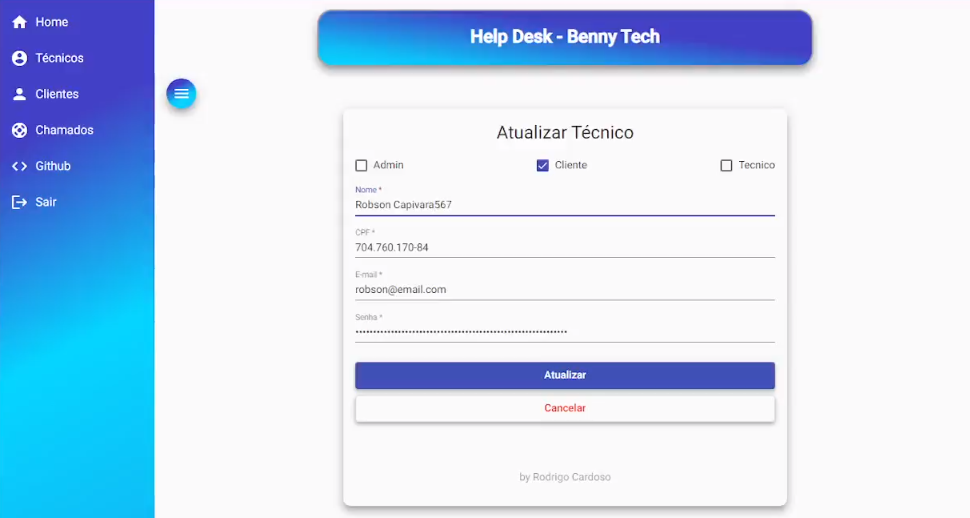 Home
Técnicos
Clientes
Chamados
Github
Sair
Help Desk - Benny Tech
Atualizar Técnico
Admin Cliente Tecnico
Nome *
Robson Capivara567
CPF *
704.760.170-84
E-mail *
robson@email.com
Senha *
Atualizar
Cancelar
by Rodrigo Cardoso